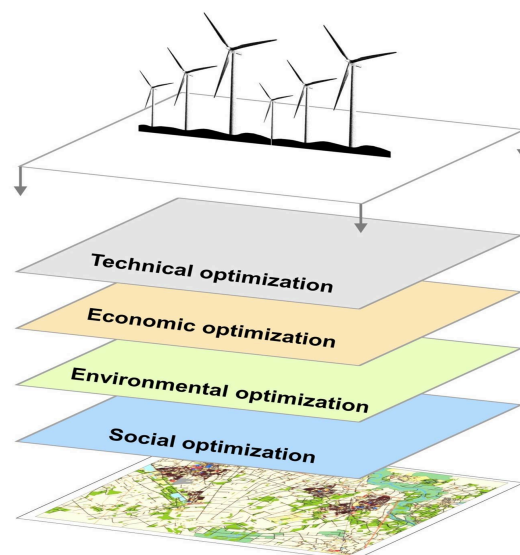 Technical optimization
Economic optimization
Environmental optimization
Social optimization